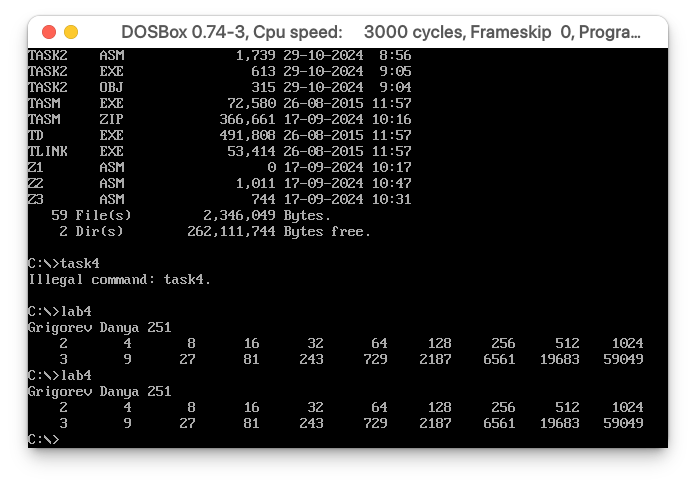 DOSBox 0.74-3, Cpu speed:    3000 cycles, Frameskip  0, Progra...
TASK2    ASM              1,739 29-10-2024  8:56
TASK2    EXE                613 29-10-2024  9:05
TASK2    OBJ                315 29-10-2024  9:04
TASM     EXE             72,580 26-08-2015 11:57
TASM     ZIP            366,661 17-09-2024 10:16
TD       EXE            491,808 26-08-2015 11:57
TLINK    EXE             53,414 26-08-2015 11:57
Z1       ASM                  0 17-09-2024 10:17
Z2       ASM              1,011 17-09-2024 10:47
Z3       ASM                744 17-09-2024 10:31
   59 File(s)         2,346,049 Bytes.
    2 Dir(s)        262,111,744 Bytes free.
C:\>task4
Illegal command: task4.
C:\>lab4
Grigorev Danya 251
    2       4       8      16      32      64     128     256     512    1024
    3       9      27      81     243     729    2187    6561   19683   59049
C:\>lab4
Grigorev Danya 251
    2       4       8      16      32      64     128     256     512    1024
    3       9      27      81     243     729    2187    6561   19683   59049
C:\>